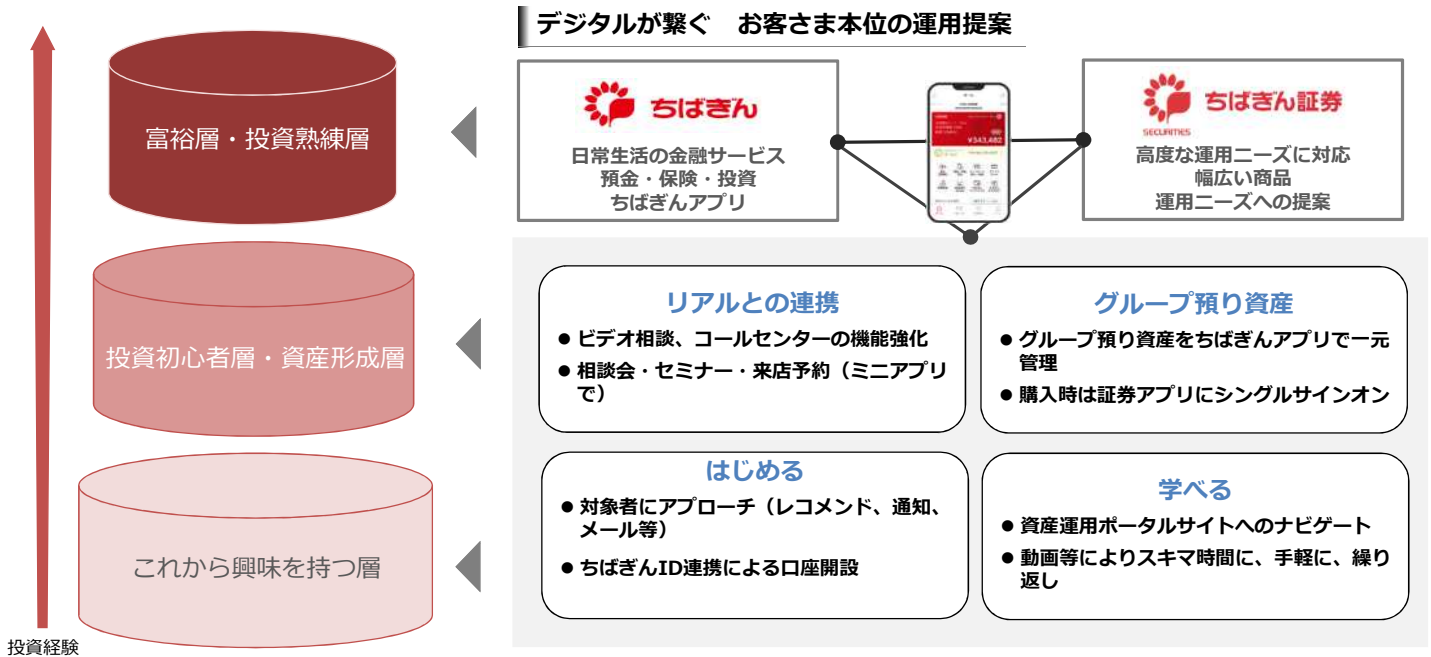 デジタルが繋ぐ　お客さま本位の運用提案
富裕層・投資熟練層
投資初心者層・資産形成層
これから興味を持つ層
投資経験
ちばぎん
日常生活の金融サービス
預金・保険・投資
ちばぎんアプリ
¥343,482
ちばぎん証券
SECURITIES
高度な運用ニーズに対応
幅広い商品
運用ニーズへの提案
リアルとの連携
● ビデオ相談、コールセンターの機能強化
● 相談会・セミナー・来店予約（ミニアプリ
で）
グループ預り資産
● グループ預り資産をちばぎんアプリで一元
管理
● 購入時は証券アプリにシングルサインオン
はじめる
● 対象者にアプローチ（レコメンド、通知、
メール等）
● ちばぎんID連携による口座開設
学べる
● 資産運用ポータルサイトへのナビゲート
● 動画等によりスキマ時間に、手軽に、繰り
返し